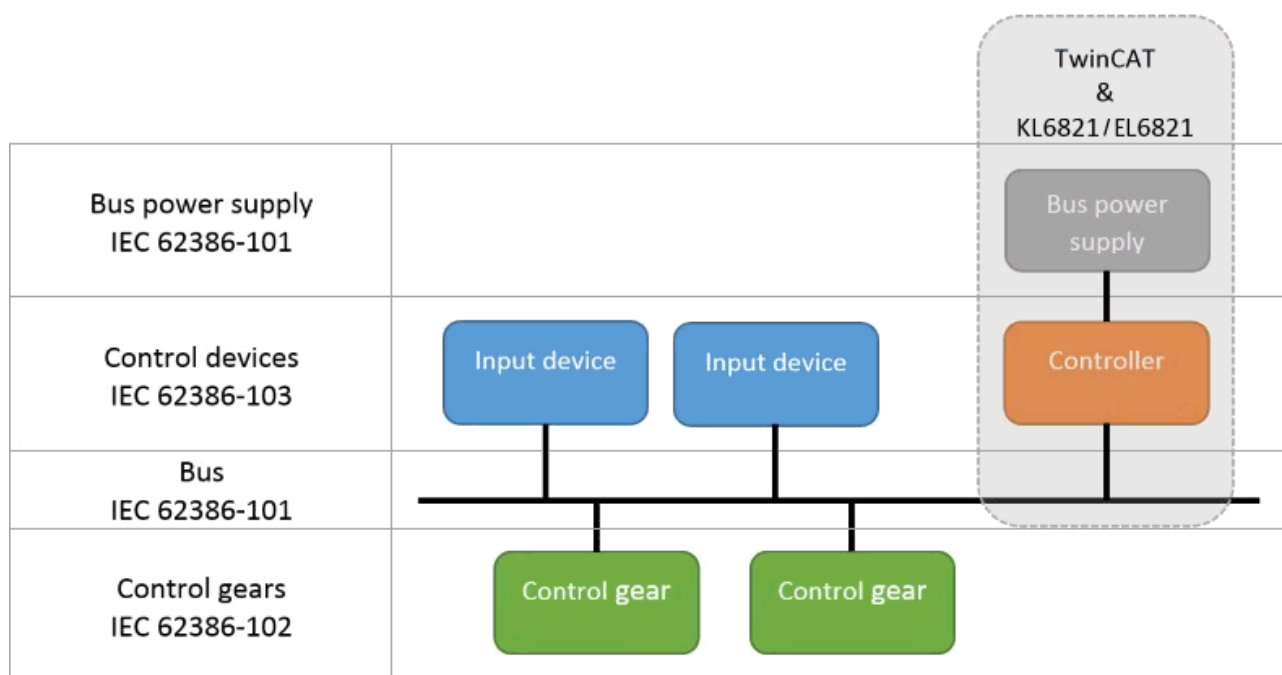 TwinCAT
&
KL6821/EL6821
Bus power supply
IEC 62386-101
Bus power
supply
Control devices
IEC 62386-103
Input device
Input device
Controller
Bus
IEC 62386-101
Control gears
IEC 62386-102
Control gear
Control gear